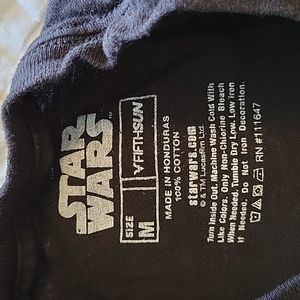 STAR
WARS
FIFTHSUN
SIZE
M
MADE IN HONDURAS
100% COTTON
starwars.com
© & TM Lucasfilm Ltd
Turn Inside Out. Machine Wash Cold With
Like Colors. Only Non-Chlorine Bleach
When Needed. Tumble Dry Low. Low Iron
If Needed. Do Not Iron Decoration.
RN #111647